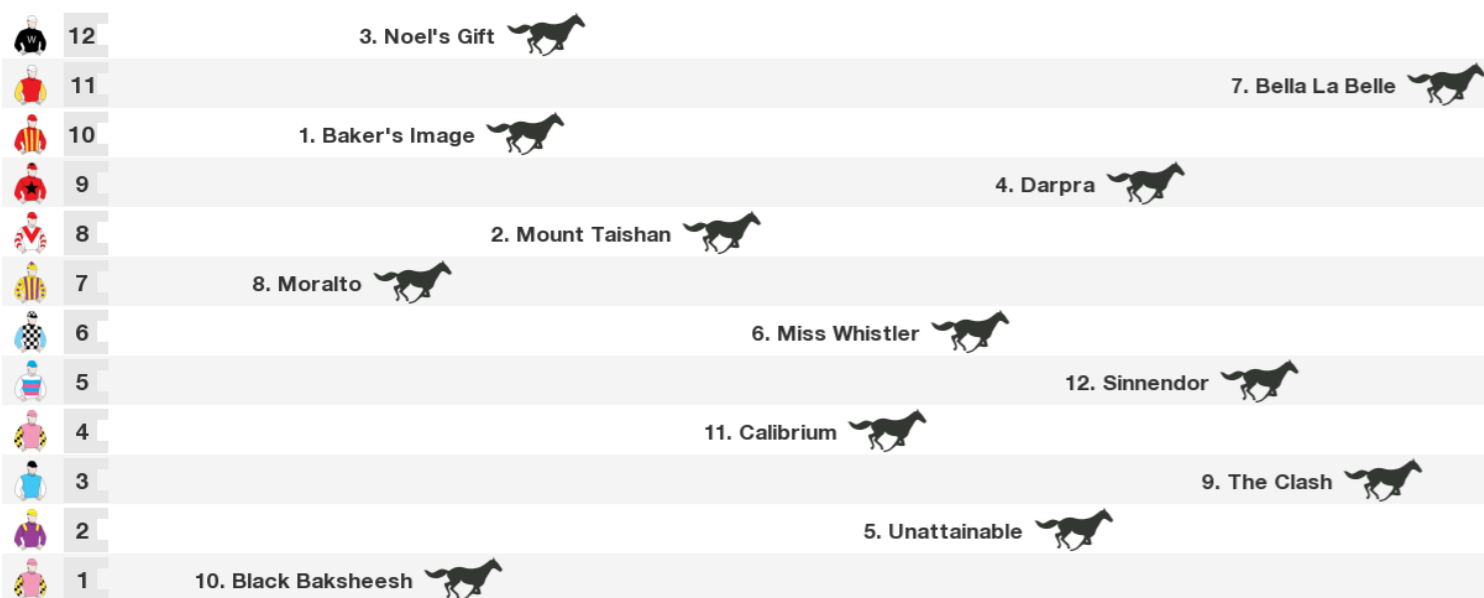 W 12 3. Noel's Gift
11 7. Bella La Belle
10 1. Baker's Image
9 4. Darpra
8 2. Mount Taishan
7 8. Moralto
6 6. Miss Whistler
5 12. Sinnendor
4 11. Calibrium
3 9. The Clash
2 5. Unattainable
1 10. Black Baksheesh